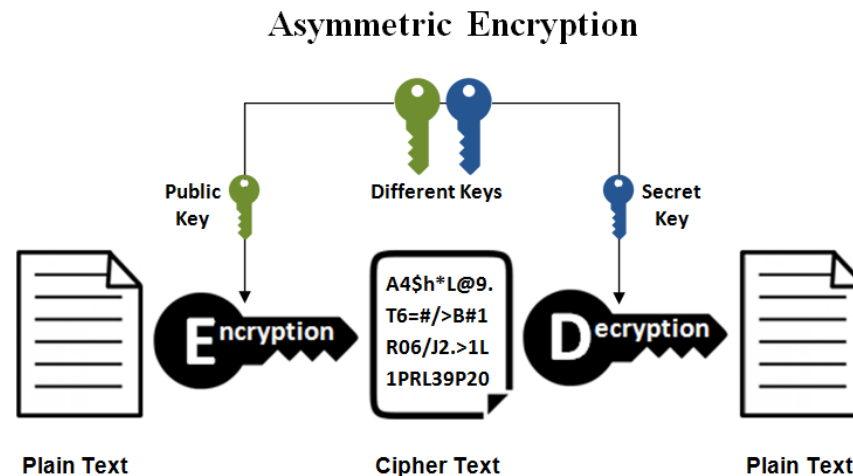 Asymmetric Encryption
Public
Key
Different Keys
Secret
Key
Encryption
A4$h*L@9.
T6=#/>B#1
R06/J2.>1L
1PRL39P20
Decryption
Plain Text
Cipher Text
Plain Text